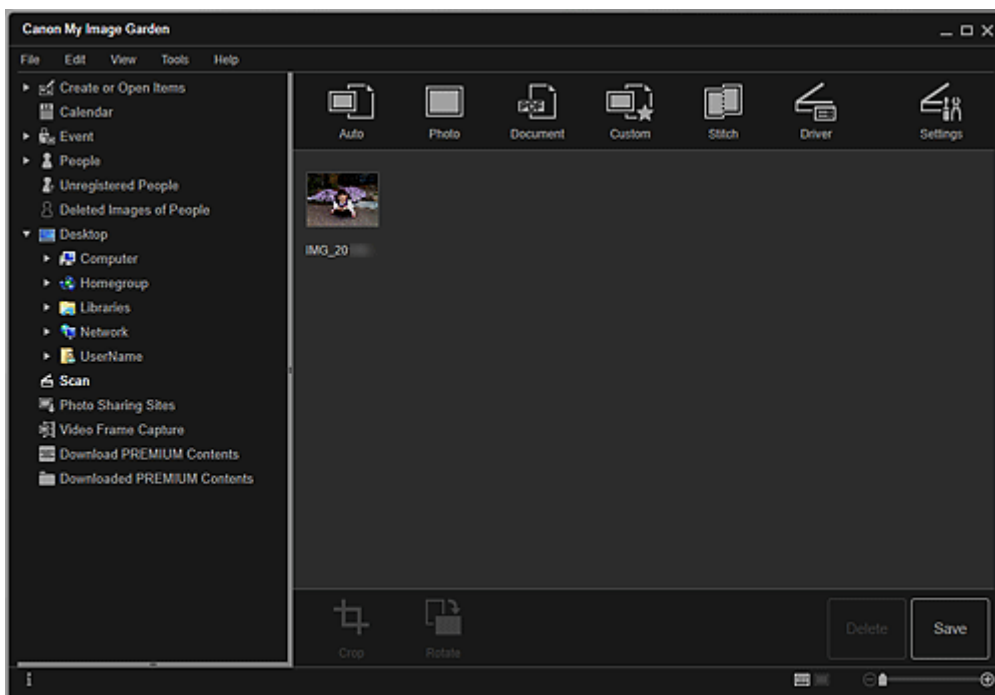 Canon My Image Garden
File Edit View Tools Help
Create or Open Items
Calendar
Event
People
Unregistered People
Deleted Images of People
Desktop
Computer
Homegroup
Libraries
Network
UserName
Scan
Photo Sharing Sites
Video Frame Capture
Download PREMIUM Contents
Downloaded PREMIUM Contents
Auto Photo Document Custom Stitch Driver Settings
PDF
IMG_20
Crop Rotate Delete Save